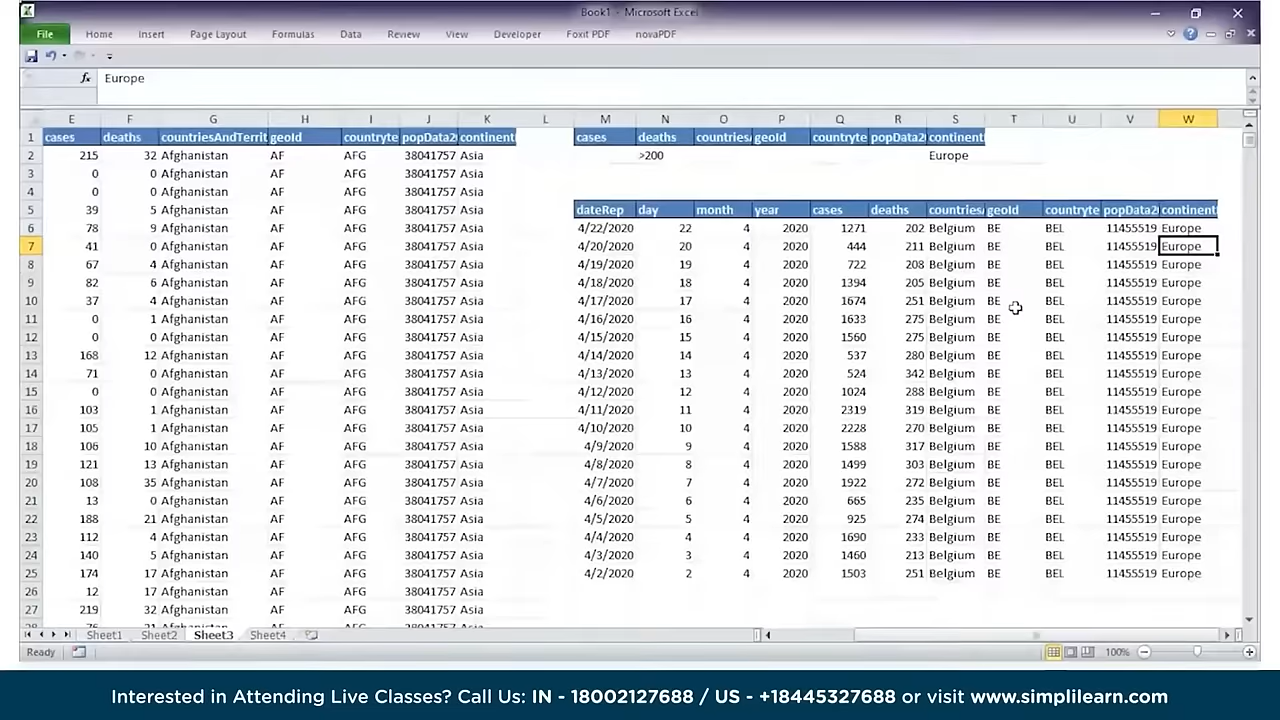 Book1 - Microsoft Excel
File Home Insert Page Layout Formulas Data Review View Developer Foxit PDF novaPDF
fx Europe
E F G H I J K L M N O P Q R S T U V W
1 cases deaths countriesAndTerrit geoId countryte popData2 continent cases deaths countries geoId countryte popData2 continent
2 215 32 Afghanistan AF AFG 38041757 Asia >200 Europe
3 0 0 Afghanistan AF AFG 38041757 Asia
4 0 0 Afghanistan AF AFG 38041757 Asia
5 39 5 Afghanistan AF AFG 38041757 Asia dateRep day month year cases deaths countries geoId countryte popData2 continent
6 78 9 Afghanistan AF AFG 38041757 Asia 4/22/2020 22 4 2020 1271 202 Belgium BE BEL 11455519 Europe
7 41 0 Afghanistan AF AFG 38041757 Asia 4/20/2020 20 4 2020 444 211 Belgium BE BEL 11455519 Europe
8 67 4 Afghanistan AF AFG 38041757 Asia 4/19/2020 19 4 2020 722 208 Belgium BE BEL 11455519 Europe
9 82 6 Afghanistan AF AFG 38041757 Asia 4/18/2020 18 4 2020 1394 205 Belgium BE BEL 11455519 Europe
10 37 4 Afghanistan AF AFG 38041757 Asia 4/17/2020 17 4 2020 1674 251 Belgium BE BEL 11455519 Europe
11 0 1 Afghanistan AF AFG 38041757 Asia 4/16/2020 16 4 2020 1633 275 Belgium BE BEL 11455519 Europe
12 0 0 Afghanistan AF AFG 38041757 Asia 4/15/2020 15 4 2020 1560 275 Belgium BE BEL 11455519 Europe
13 168 12 Afghanistan AF AFG 38041757 Asia 4/14/2020 14 4 2020 537 280 Belgium BE BEL 11455519 Europe
14 71 0 Afghanistan AF AFG 38041757 Asia 4/13/2020 13 4 2020 524 342 Belgium BE BEL 11455519 Europe
15 0 0 Afghanistan AF AFG 38041757 Asia 4/12/2020 12 4 2020 1024 288 Belgium BE BEL 11455519 Europe
16 103 1 Afghanistan AF AFG 38041757 Asia 4/11/2020 11 4 2020 2319 319 Belgium BE BEL 11455519 Europe
17 105 1 Afghanistan AF AFG 38041757 Asia 4/10/2020 10 4 2020 2228 270 Belgium BE BEL 11455519 Europe
18 106 10 Afghanistan AF AFG 38041757 Asia 4/9/2020 9 4 2020 1588 317 Belgium BE BEL 11455519 Europe
19 121 13 Afghanistan AF AFG 38041757 Asia 4/8/2020 8 4 2020 1499 303 Belgium BE BEL 11455519 Europe
20 108 35 Afghanistan AF AFG 38041757 Asia 4/7/2020 7 4 2020 1922 272 Belgium BE BEL 11455519 Europe
21 13 0 Afghanistan AF AFG 38041757 Asia 4/6/2020 6 4 2020 665 235 Belgium BE BEL 11455519 Europe
22 188 21 Afghanistan AF AFG 38041757 Asia 4/5/2020 5 4 2020 925 274 Belgium BE BEL 11455519 Europe
23 112 4 Afghanistan AF AFG 38041757 Asia 4/4/2020 4 4 2020 1690 233 Belgium BE BEL 11455519 Europe
24 140 5 Afghanistan AF AFG 38041757 Asia 4/3/2020 3 4 2020 1460 213 Belgium BE BEL 11455519 Europe
25 174 17 Afghanistan AF AFG 38041757 Asia 4/2/2020 2 4 2020 1503 251 Belgium BE BEL 11455519 Europe
26 12 17 Afghanistan AF AFG 38041757 Asia
27 219 32 Afghanistan AF AFG 38041757 Asia
Sheet1 Sheet2 Sheet3 Sheet4
Ready 100%
Interested in Attending Live Classes? Call Us: IN - 18002127688 / US - +18445327688 or visit www.simplilearn.com